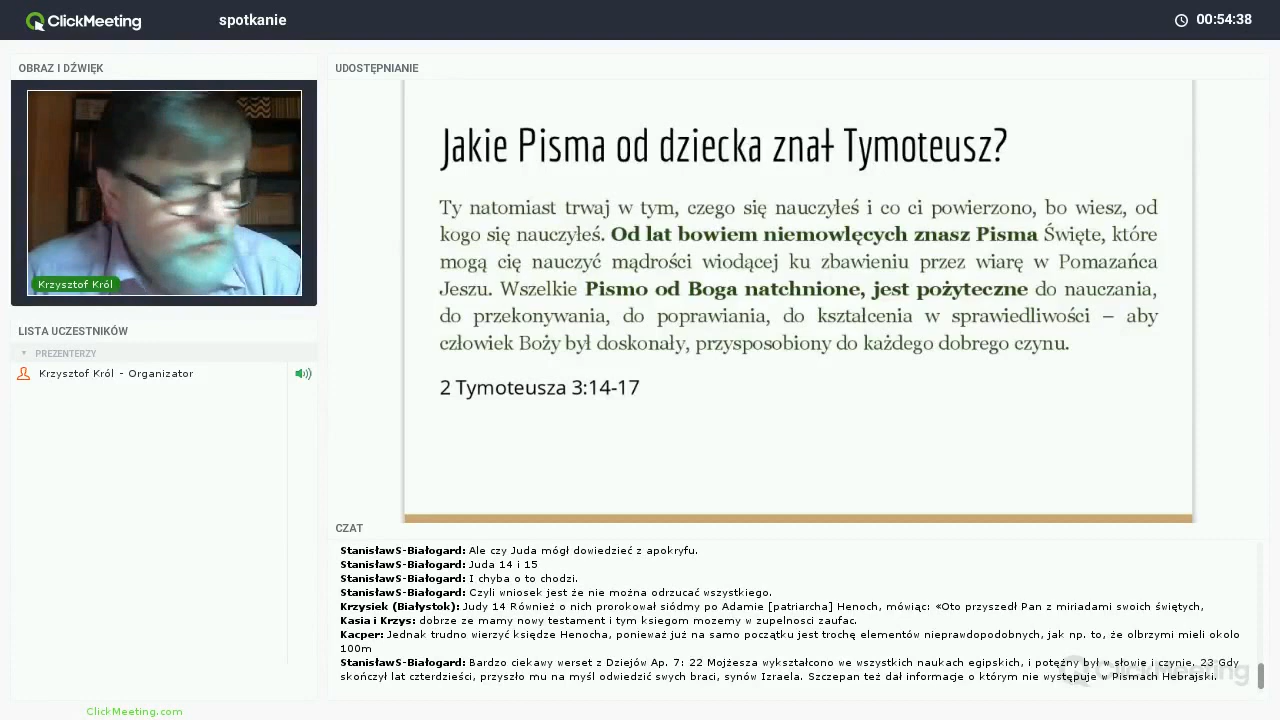 ClickMeeting
spotkanie
00:54:38
OBRAZ I DŹWIĘK
Krzysztof Król
LISTA UCZESTNIKÓW
PREZENTERZY
Krzysztof Król - Organizator
ClickMeeting.com
UDOSTĘPNIANIE
Jakie Pisma od dziecka znał Tymoteusz?
Ty natomiast trwaj w tym, czego się nauczyłeś i co ci powierzono, bo wiesz, od
kogo się nauczyłeś. Od lat bowiem niemowlęcych znasz Pisma Święte, które
mogą cię nauczyć mądrości wiodącej ku zbawieniu przez wiarę w Pomazańca
Jeszu. Wszelkie Pismo od Boga natchnione, jest pożyteczne do nauczania,
do przekonywania, do poprawiania, do kształcenia w sprawiedliwości – aby
człowiek Boży był doskonały, przysposobiony do każdego dobrego czynu.
2 Tymoteusza 3:14-17
CZAT
StanisławS-Białogard: Ale czy Juda mógł dowiedzieć z apokryfu.
StanisławS-Białogard: Juda 14 i 15
StanisławS-Białogard: I chyba o to chodzi.
StanisławS-Białogard: Czyli wniosek jest że nie można odrzucać wszystkiego.
Krzysiek (Białystok): Judy 14 Również o nich prorokował siódmy po Adamie [patriarcha] Henoch, mówiąc: «Oto przyszedł Pan z miriadami swoich świętych,
Kasia i Krzys: dobrze ze mamy nowy testament i tym ksiegom mozemy w zupelnosci zaufac.
Kacper: Jednak trudno wierzyć księdze Henocha, ponieważ już na samo początku jest trochę elementów nieprawdopodobnych, jak np. to, że olbrzymi mieli około
100m
StanisławS-Białogard: Bardzo ciekawy werset z Dziejów Ap. 7: 22 Mojżesza wykształcono we wszystkich naukach egipskich, i potężny był w słowie i czynie. 23 Gdy
skończył lat czterdzieści, przyszło mu na myśl odwiedzić swych braci, synów Izraela. Szczepan też dał informacje o którym nie występuje w Pismach Hebrajski.
ClickMeeting